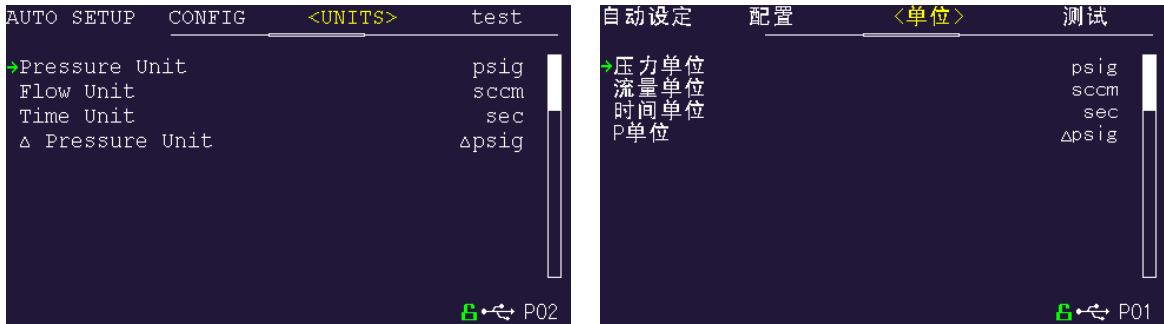 AUTO SETUP CONFIG <UNITS> test
→Pressure Unit psig
Flow Unit sccm
Time Unit sec
△ Pressure Unit △psig
P02
自动设定 配置 <单位> 测试
→压力单位 psig
流量单位 sccm
时间单位 sec
P单位 △psig
P01